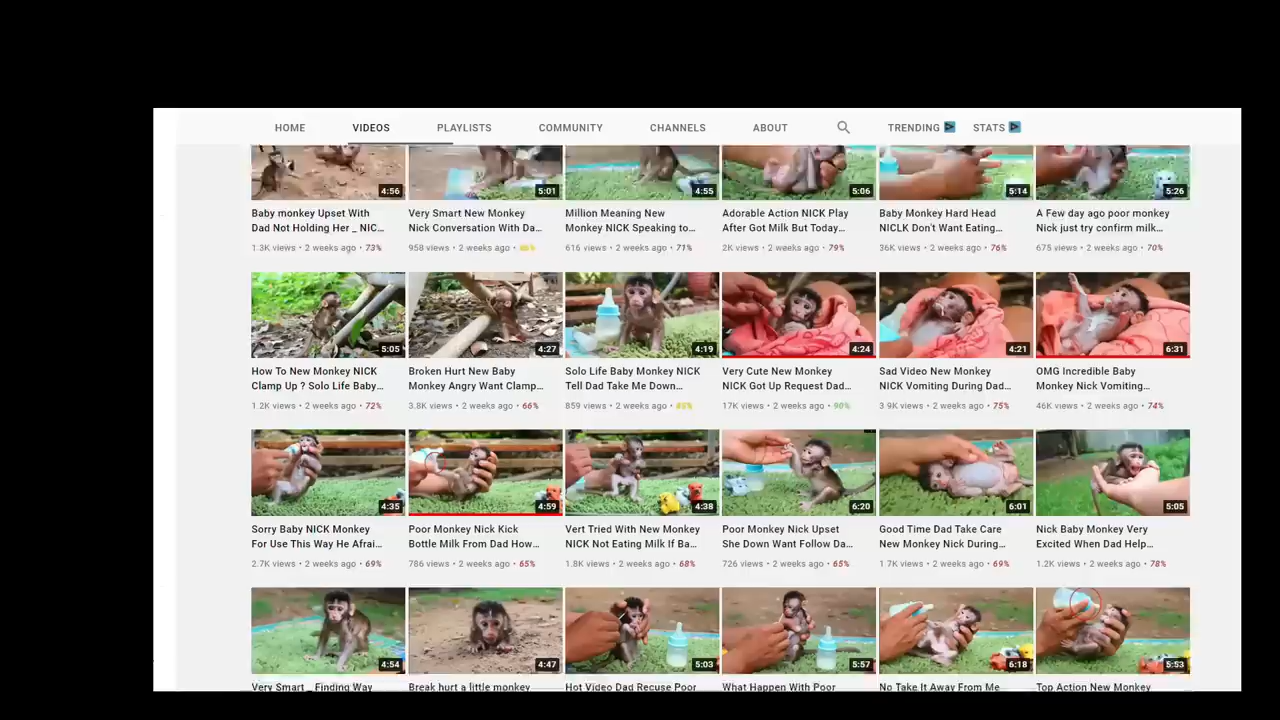 HOME VIDEOS PLAYLISTS COMMUNITY CHANNELS ABOUT TRENDING STATS
4:56 5:01 4:55 5:06 5:14 5:26
Baby monkey Upset With
Dad Not Holding Her _ NIC...
1.3K views • 2 weeks ago • 73%
Very Smart New Monkey
Nick Conversation With Da...
958 views • 2 weeks ago •
Million Meaning New
Monkey NICK Speaking to...
616 views • 2 weeks ago • 71%
Adorable Action NICK Play
After Got Milk But Today...
2K views • 2 weeks ago • 79%
Baby Monkey Hard Head
NICLK Don't Want Eating...
36K views • 2 weeks ago • 76%
A Few day ago poor monkey
Nick just try confirm milk...
675 views • 2 weeks ago • 70%
5:05 4:27 4:19 4:24 4:21 6:31
How To New Monkey NICK
Clamp Up ? Solo Life Baby...
1.2K views • 2 weeks ago • 72%
Broken Hurt New Baby
Monkey Angry Want Clamp...
3.8K views • 2 weeks ago • 66%
Solo Life Baby Monkey NICK
Tell Dad Take Me Down...
859 views • 2 weeks ago •
Very Cute New Monkey
NICK Got Up Request Dad...
17K views • 2 weeks ago • 90%
Sad Video New Monkey
NICK Vomiting During Dad...
3.9K views • 2 weeks ago • 75%
OMG Incredible Baby
Monkey Nick Vomiting...
46K views • 2 weeks ago • 74%
4:35 4:59 4:38 6:20 6:01 5:05
Sorry Baby NICK Monkey
For Use This Way He Afrai...
2.7K views • 2 weeks ago • 69%
Poor Monkey Nick Kick
Bottle Milk From Dad How...
786 views • 2 weeks ago • 65%
Vert Tried With New Monkey
NICK Not Eating Milk If Ba...
1.8K views • 2 weeks ago • 68%
Poor Monkey Nick Upset
She Down Want Follow Da...
726 views • 2 weeks ago • 65%
Good Time Dad Take Care
New Monkey Nick During...
1.7K views • 2 weeks ago • 69%
Nick Baby Monkey Very
Excited When Dad Help...
1.2K views • 2 weeks ago • 78%
4:54 4:47 5:03 5:57 6:18 5:53
Very Smart _ Finding Way
Break hurt a little monkey
Hot Video Dad Recuse Poor
What Happen With Poor
No Take It Away From Me
Top Action New Monkey